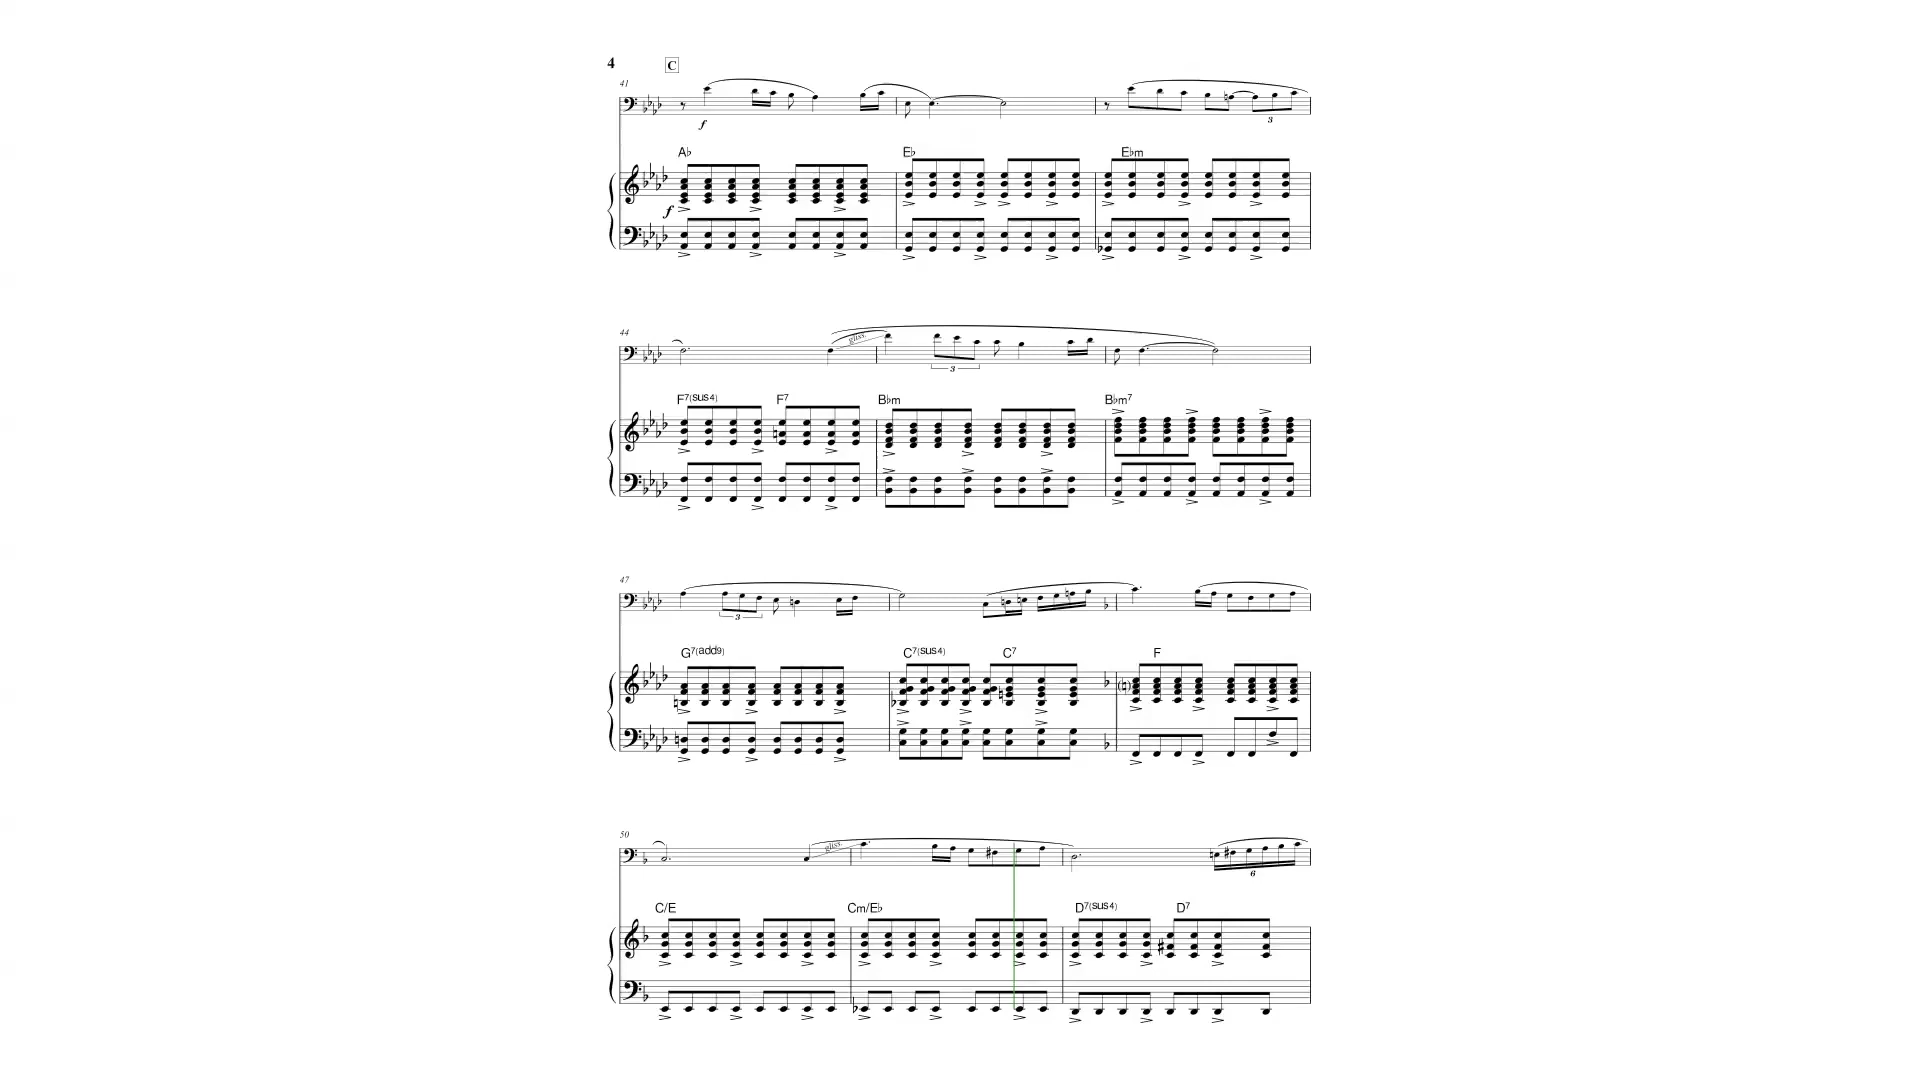 4
C
41
f
3
A♭ E♭ E♭m
f
44
gliss.
3
F7(sus4) F7 B♭m B♭m7
47
3
G7(add9) C7(sus4) C7 F
50
gliss.
6
C/E Cm/E♭ D7(sus4) D7